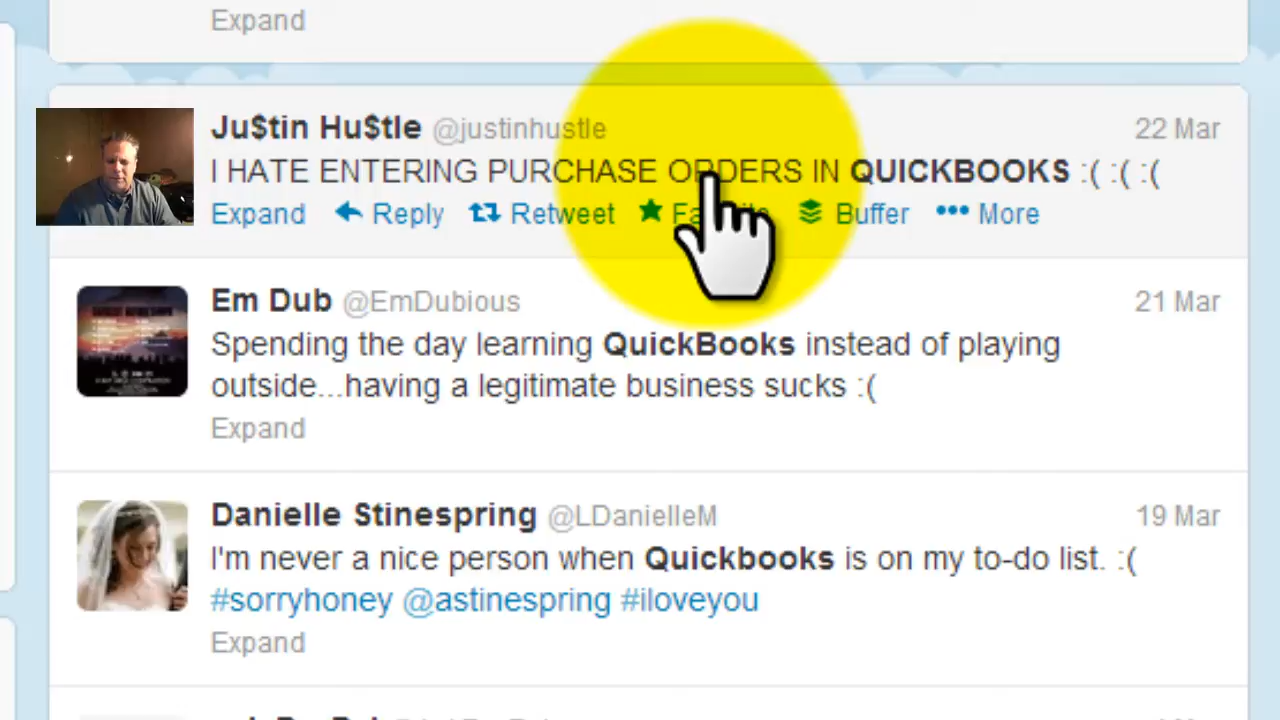 Expand
Ju$tin Hu$tle @justinhustle 22 Mar
I HATE ENTERING PURCHASE ORDERS IN QUICKBOOKS :( :( :(
Expand Reply Retweet Favorite Buffer More
Em Dub @EmDubious 21 Mar
Spending the day learning QuickBooks instead of playing
outside...having a legitimate business sucks :(
Expand
Danielle Stinespring @LDanielleM 19 Mar
I'm never a nice person when Quickbooks is on my to-do list. :(
#sorryhoney @astinespring #iloveyou
Expand